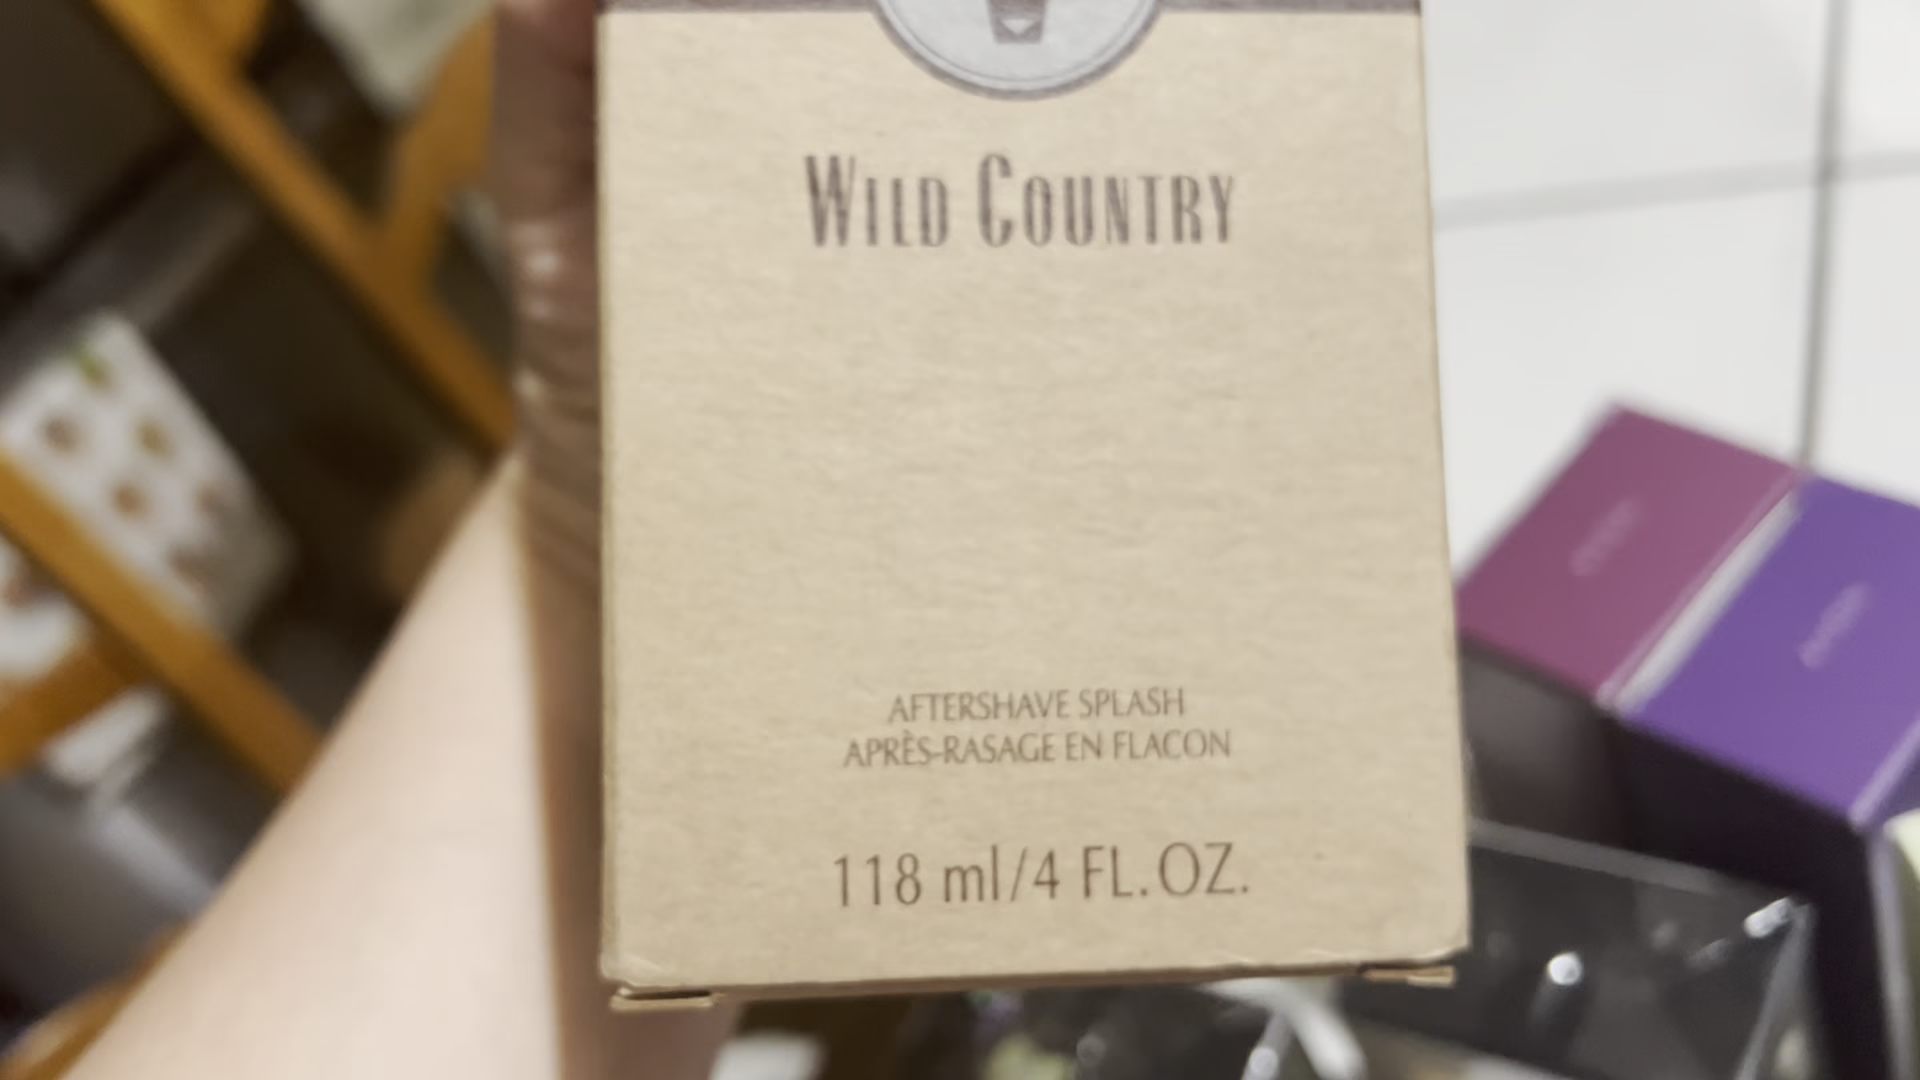 WILD COUNTRY
AFTERSHAVE SPLASH
APRÈS-RASAGE EN FLACON
118 ml/4 FL.OZ.